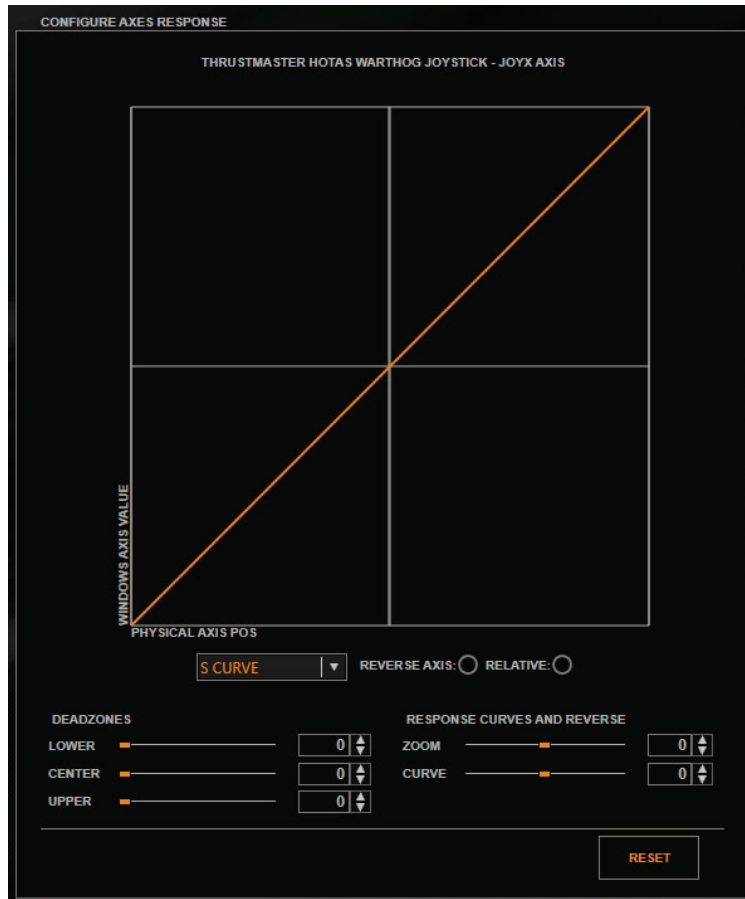 CONFIGURE AXES RESPONSE
THRUSTMASTER HOTAS WARTHOG JOYSTICK - JOYX AXIS
WINDOWS AXIS VALUE
PHYSICAL AXIS POS
S CURVE
REVERSE AXIS: RELATIVE:
DEADZONES
LOWER 0
CENTER 0
UPPER 0
RESPONSE CURVES AND REVERSE
ZOOM 0
CURVE 0
RESET